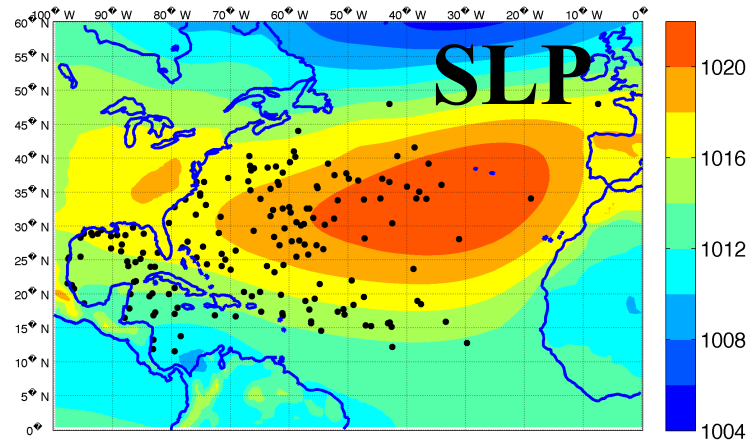 100� W 90� W 80� W 70� W 60� W 50� W 40� W 30� W 20� W 10� W 0�
60� N
SLP
55� N
50� N
45� N
40� N
35� N
30� N
25� N
20� N
15� N
10� N
5� N
0�
1020
1016
1012
1008
1004